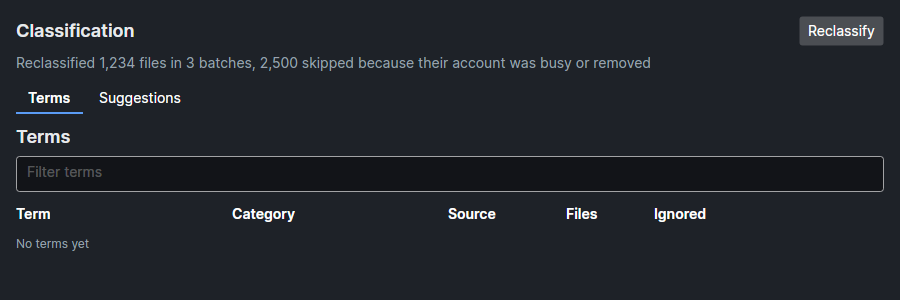 Classification
Reclassify
Reclassified 1,234 files in 3 batches, 2,500 skipped because their account was busy or removed
Terms Suggestions
Terms
Filter terms
Term Category Source Files Ignored
No terms yet